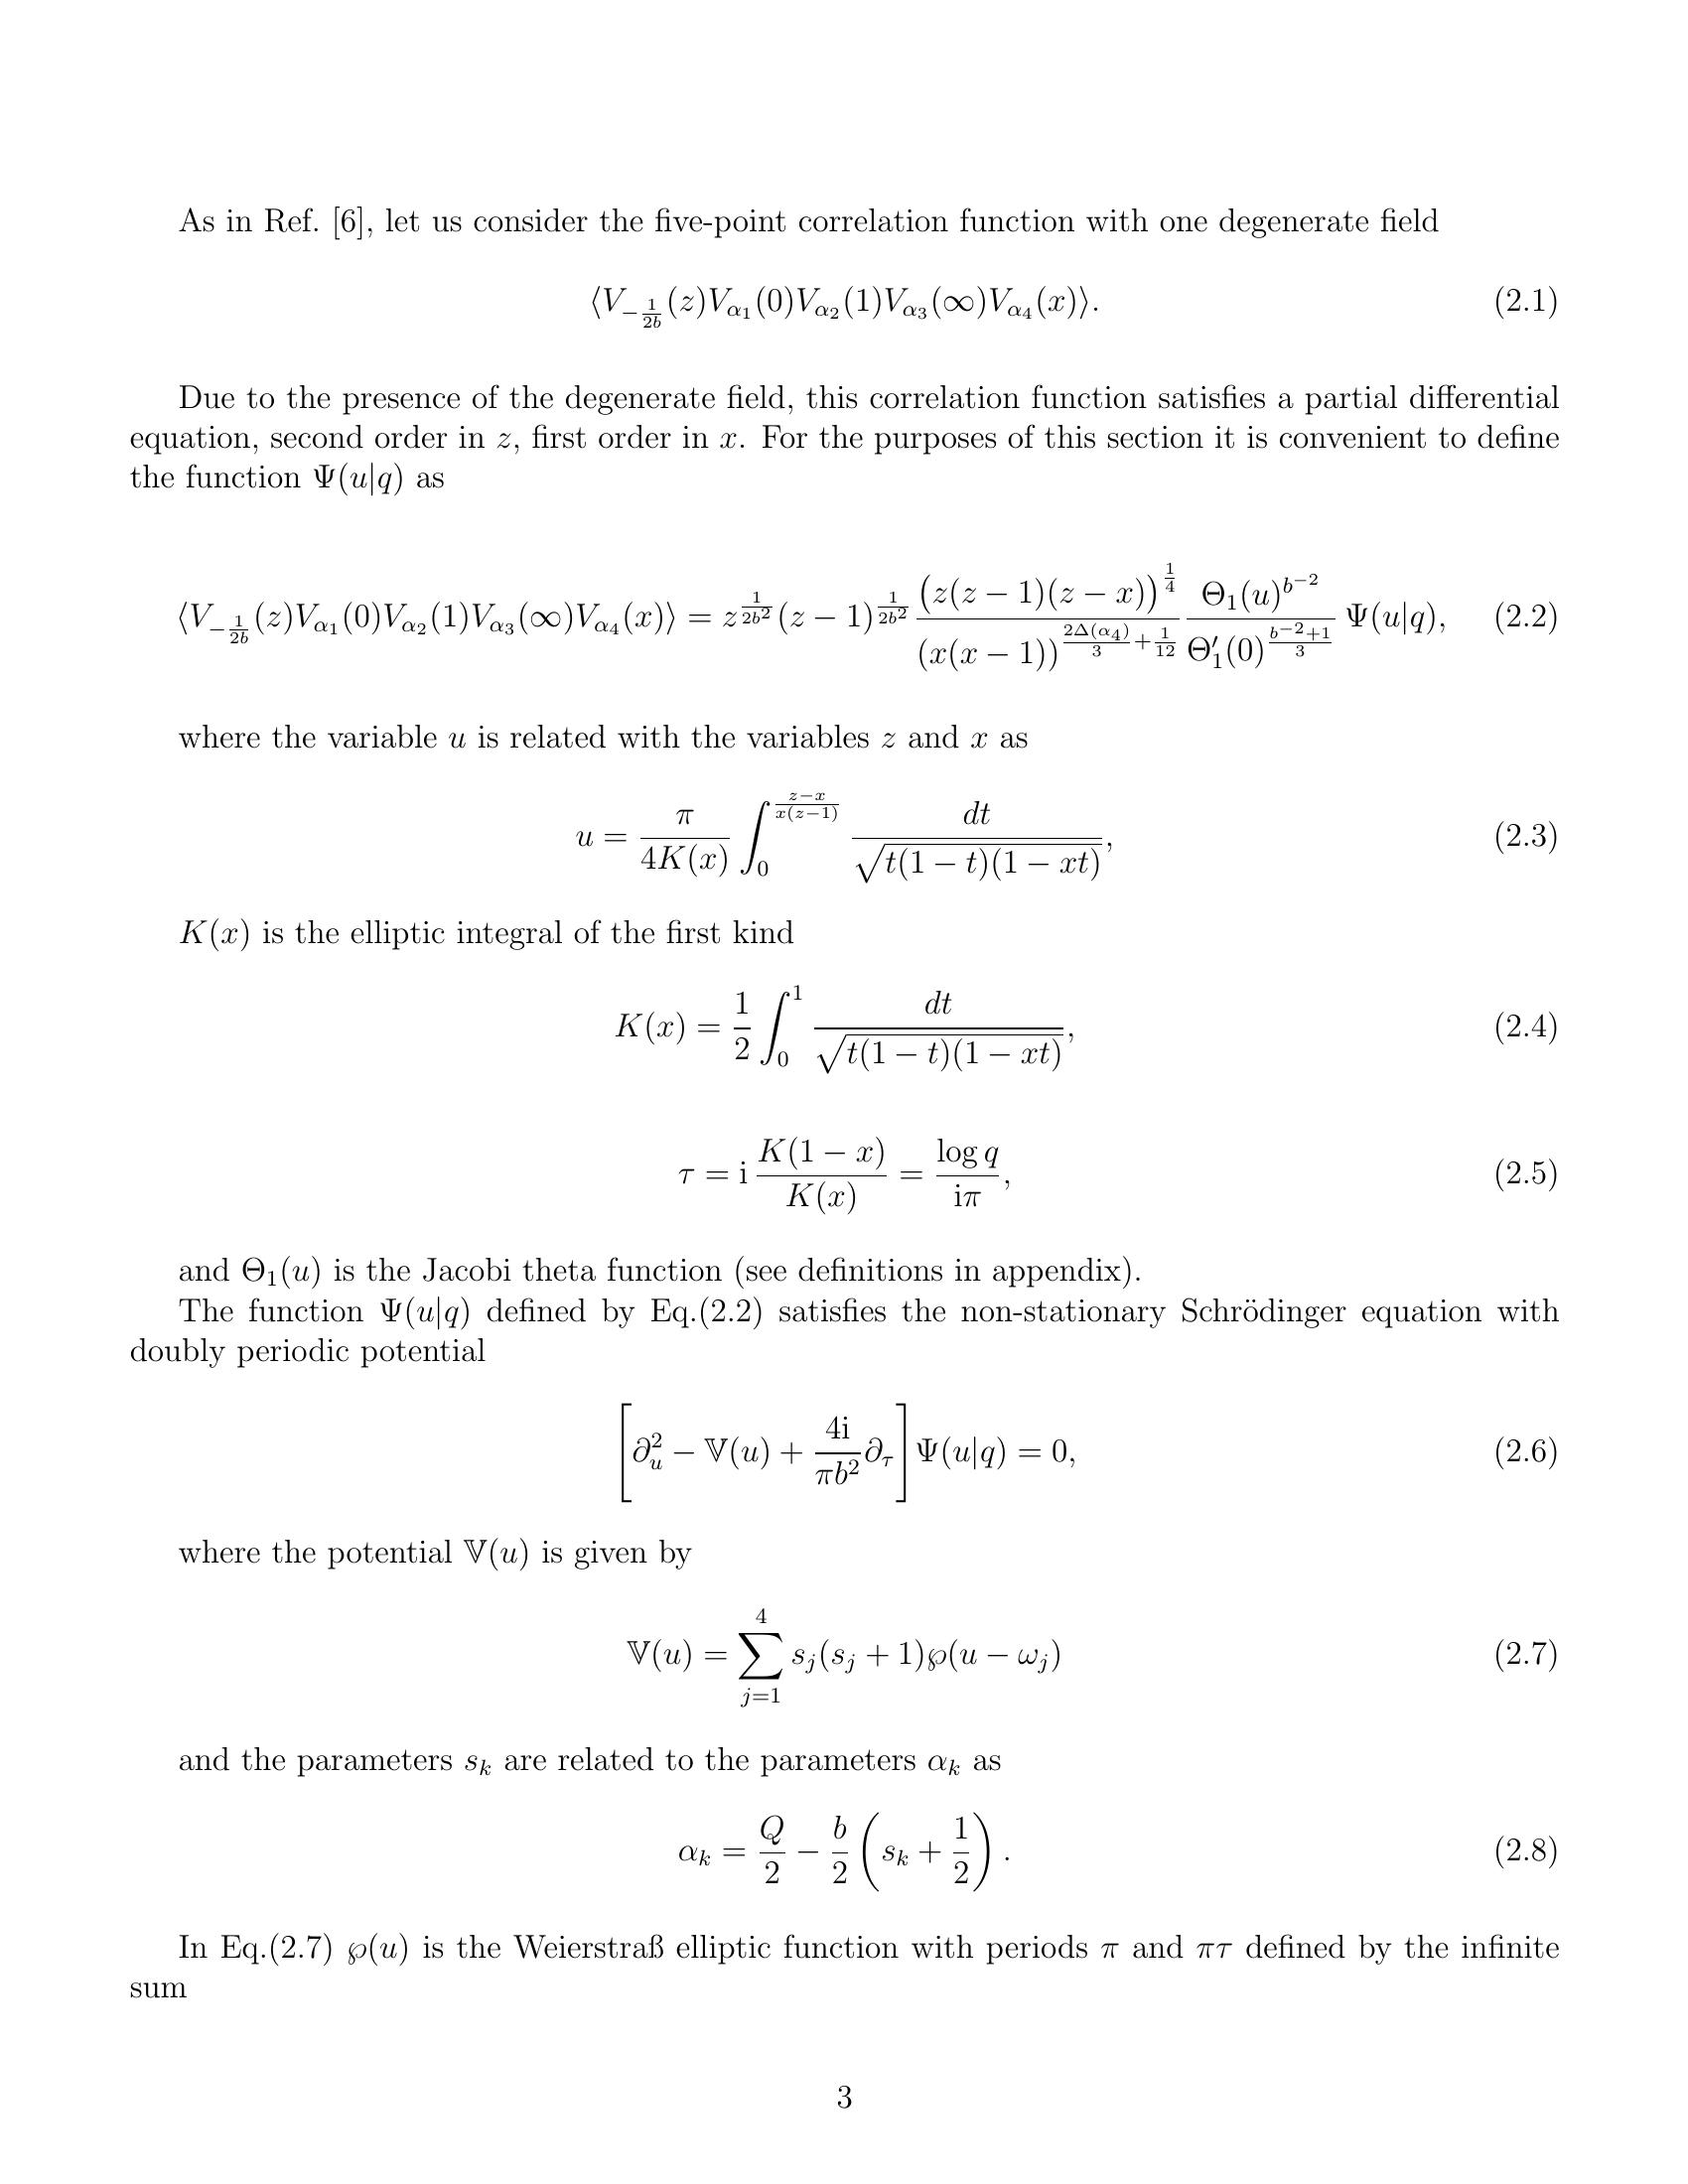 As in Ref. [6], let us consider the five-point correlation function with one degenerate field
$$\langle V_{-\frac{1}{2b}}(z)V_{\alpha_1}(0)V_{\alpha_2}(1)V_{\alpha_3}(\infty)V_{\alpha_4}(x)\rangle. \quad (2.1)$$
Due to the presence of the degenerate field, this correlation function satisfies a partial differential
equation, second order in $z$, first order in $x$. For the purposes of this section it is convenient to define
the function $\Psi(u|q)$ as
$$\langle V_{-\frac{1}{2b}}(z)V_{\alpha_1}(0)V_{\alpha_2}(1)V_{\alpha_3}(\infty)V_{\alpha_4}(x)\rangle = z^{\frac{1}{2b^2}}(z-1)^{\frac{1}{2b^2}} \frac{\left(z(z-1)(z-x)\right)^{\frac{1}{4}}}{(x(x-1))^{\frac{2\Delta(\alpha_4)}{3}+\frac{1}{12}}} \frac{\Theta_1(u)^{b^{-2}}}{\Theta_1'(0)^{\frac{b^{-2}+1}{3}}} \Psi(u|q), \quad (2.2)$$
where the variable $u$ is related with the variables $z$ and $x$ as
$$u = \frac{\pi}{4K(x)} \int_0^{\frac{z-x}{x(z-1)}} \frac{dt}{\sqrt{t(1-t)(1-xt)}}, \quad (2.3)$$
$K(x)$ is the elliptic integral of the first kind
$$K(x) = \frac{1}{2} \int_0^1 \frac{dt}{\sqrt{t(1-t)(1-xt)}}, \quad (2.4)$$
$$\tau = \mathrm{i}\,\frac{K(1-x)}{K(x)} = \frac{\log q}{\mathrm{i}\pi}, \quad (2.5)$$
and $\Theta_1(u)$ is the Jacobi theta function (see definitions in appendix).
The function $\Psi(u|q)$ defined by Eq.(2.2) satisfies the non-stationary Schrödinger equation with
doubly periodic potential
$$\left[\partial_u^2 - \mathbb{V}(u) + \frac{4\mathrm{i}}{\pi b^2}\partial_\tau\right]\Psi(u|q) = 0, \quad (2.6)$$
where the potential $\mathbb{V}(u)$ is given by
$$\mathbb{V}(u) = \sum_{j=1}^{4} s_j(s_j+1)\wp(u-\omega_j) \quad (2.7)$$
and the parameters $s_k$ are related to the parameters $\alpha_k$ as
$$\alpha_k = \frac{Q}{2} - \frac{b}{2}\left(s_k + \frac{1}{2}\right). \quad (2.8)$$
In Eq.(2.7) $\wp(u)$ is the Weierstraß elliptic function with periods $\pi$ and $\pi\tau$ defined by the infinite
sum
3